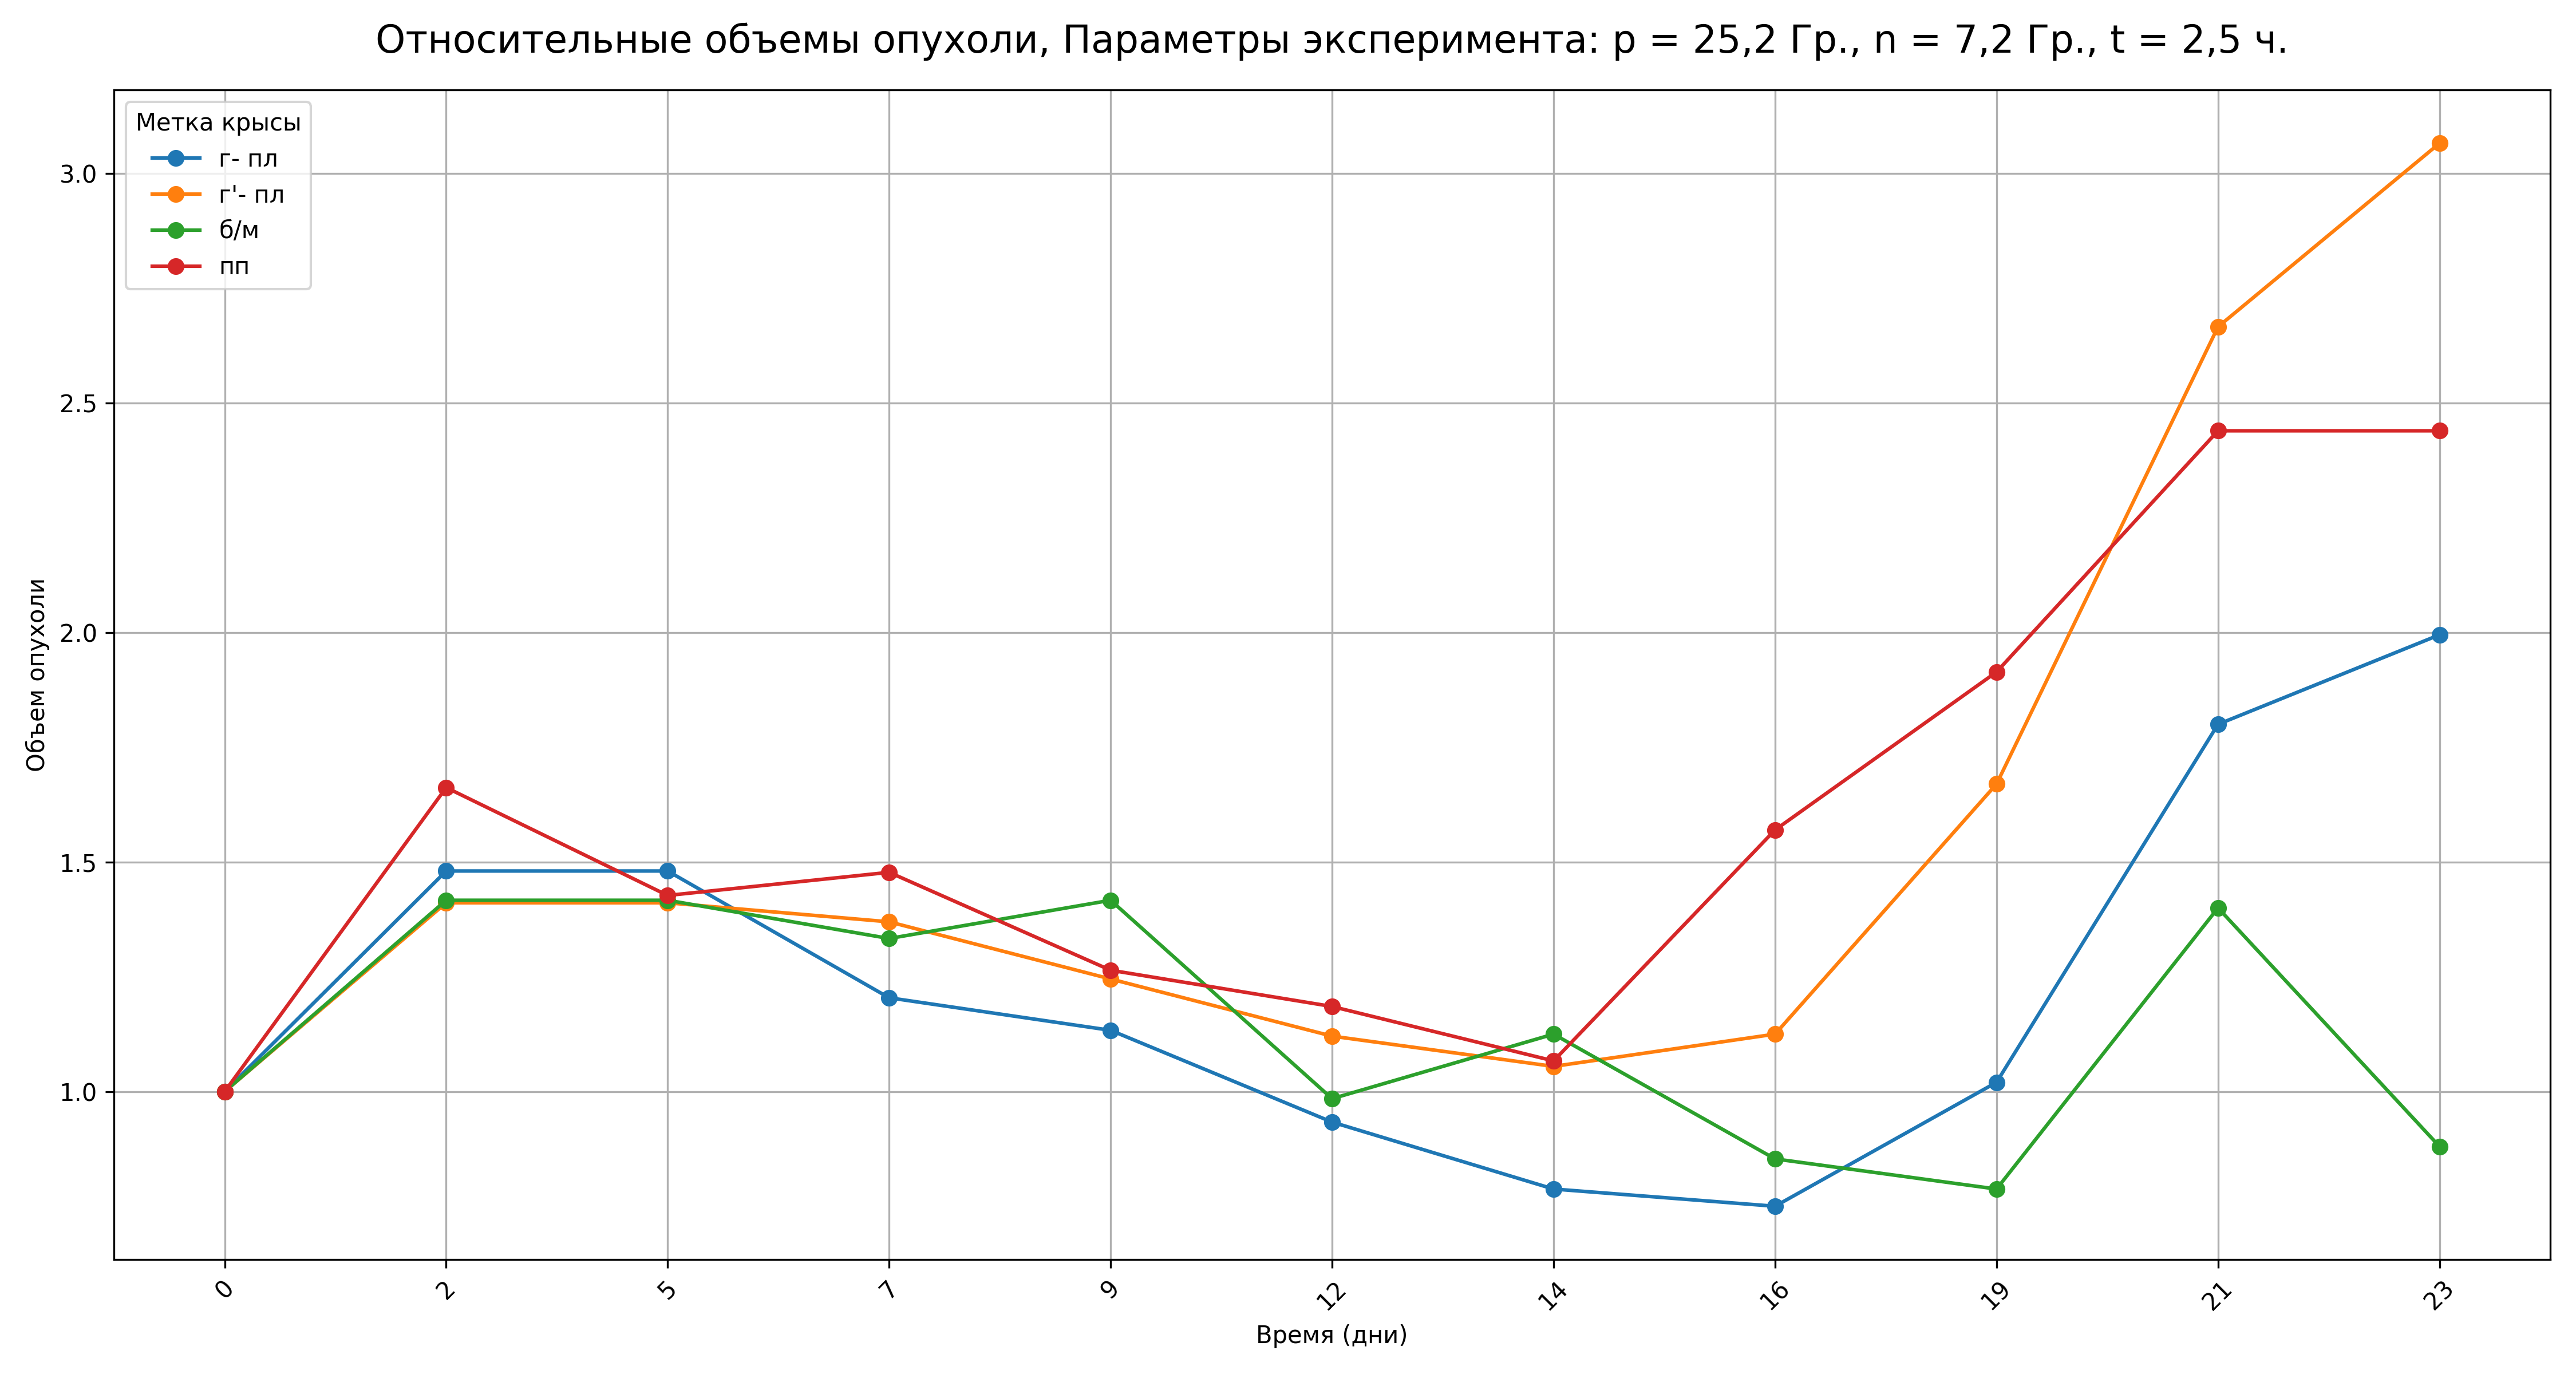 Относительные объемы опухоли, Параметры эксперимента: p = 25,2 Гр., n = 7,2 Гр., t = 2,5 ч.
Метка крысы
г- пл
г'- пл
б/м
пп
3.0
2.5
2.0
1.5
1.0
Объем опухоли
0 2 5 7 9 12 14 16 19 21 23
Время (дни)